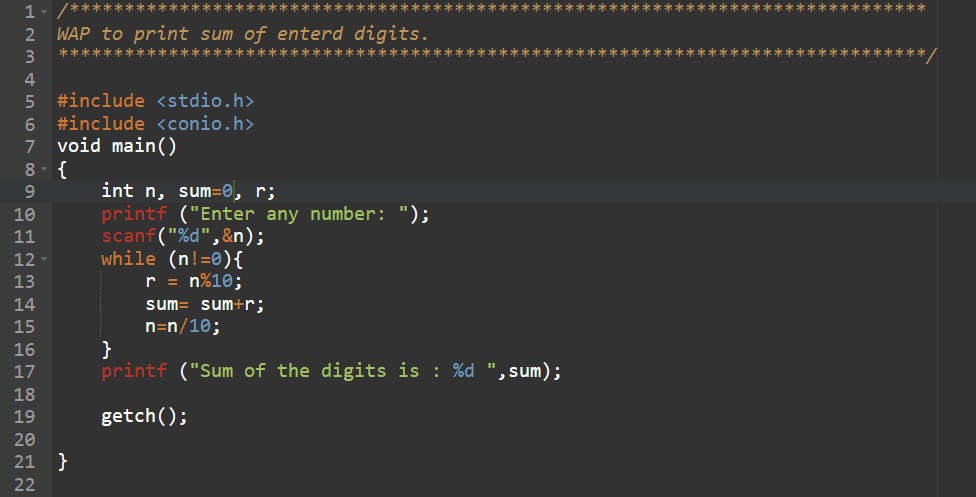 1 /******************************************************************************
2 WAP to print sum of enterd digits.
3 *******************************************************************************/
4
5 #include <stdio.h>
6 #include <conio.h>
7 void main()
8 {
9 int n, sum=0, r;
10 printf ("Enter any number: ");
11 scanf("%d",&n);
12 while (n!=0){
13 r = n%10;
14 sum= sum+r;
15 n=n/10;
16 }
17 printf ("Sum of the digits is : %d ",sum);
18
19 getch();
20
21 }
22